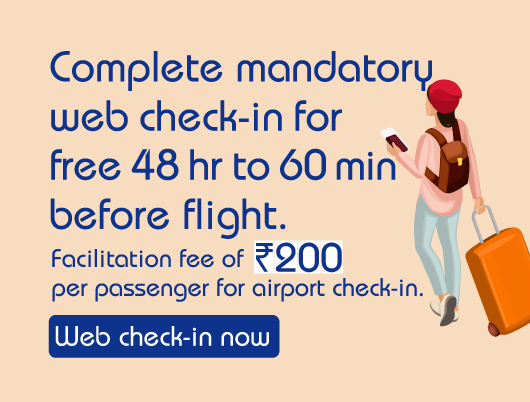 Complete mandatory
web check-in for
free 48 hr to 60 min
before flight.
Facilitation fee of ₹200
per passenger for airport check-in.
Web check-in now